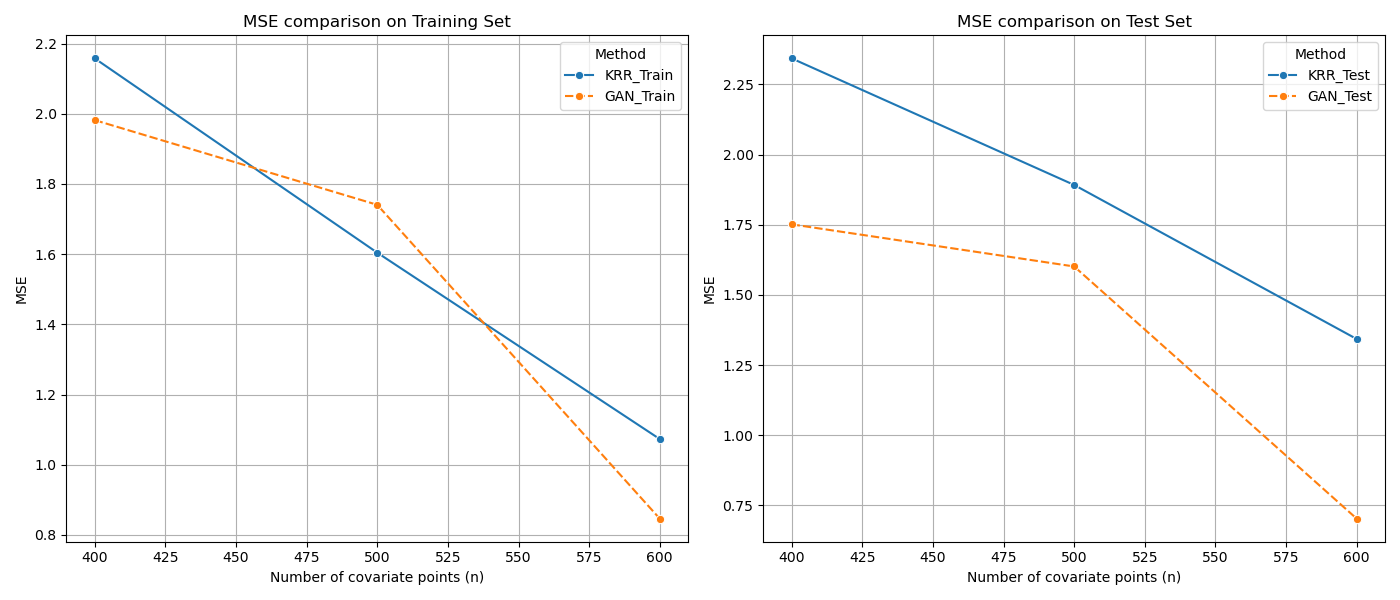 MSE comparison on Training Set
Method
KRR_Train
GAN_Train
2.2
2.0
1.8
1.6
1.4
1.2
1.0
0.8
MSE
400 425 450 475 500 525 550 575 600
Number of covariate points (n)
MSE comparison on Test Set
Method
KRR_Test
GAN_Test
2.25
2.00
1.75
1.50
1.25
1.00
0.75
MSE
400 425 450 475 500 525 550 575 600
Number of covariate points (n)